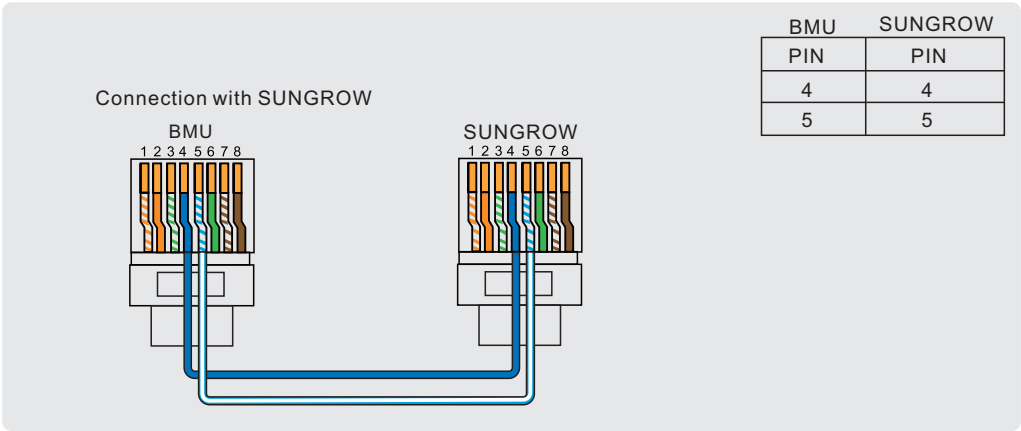 BMU SUNGROW
PIN PIN
4 4
5 5
Connection with SUNGROW
BMU SUNGROW
1 2 3 4 5 6 7 8 1 2 3 4 5 6 7 8